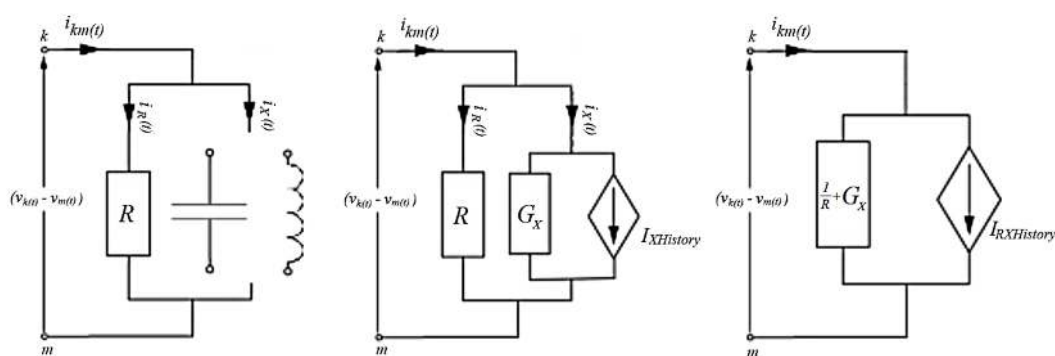 i_km(t)
k
i_R(t)
i_X(t)
(v_k(t) - v_m(t))
R
m
i_km(t)
k
i_R(t)
i_X(t)
(v_k(t) - v_m(t))
R
G_X
I_XHistory
m
i_km(t)
k
(v_k(t) - v_m(t))
1/R + G_X
I_RXHistory
m